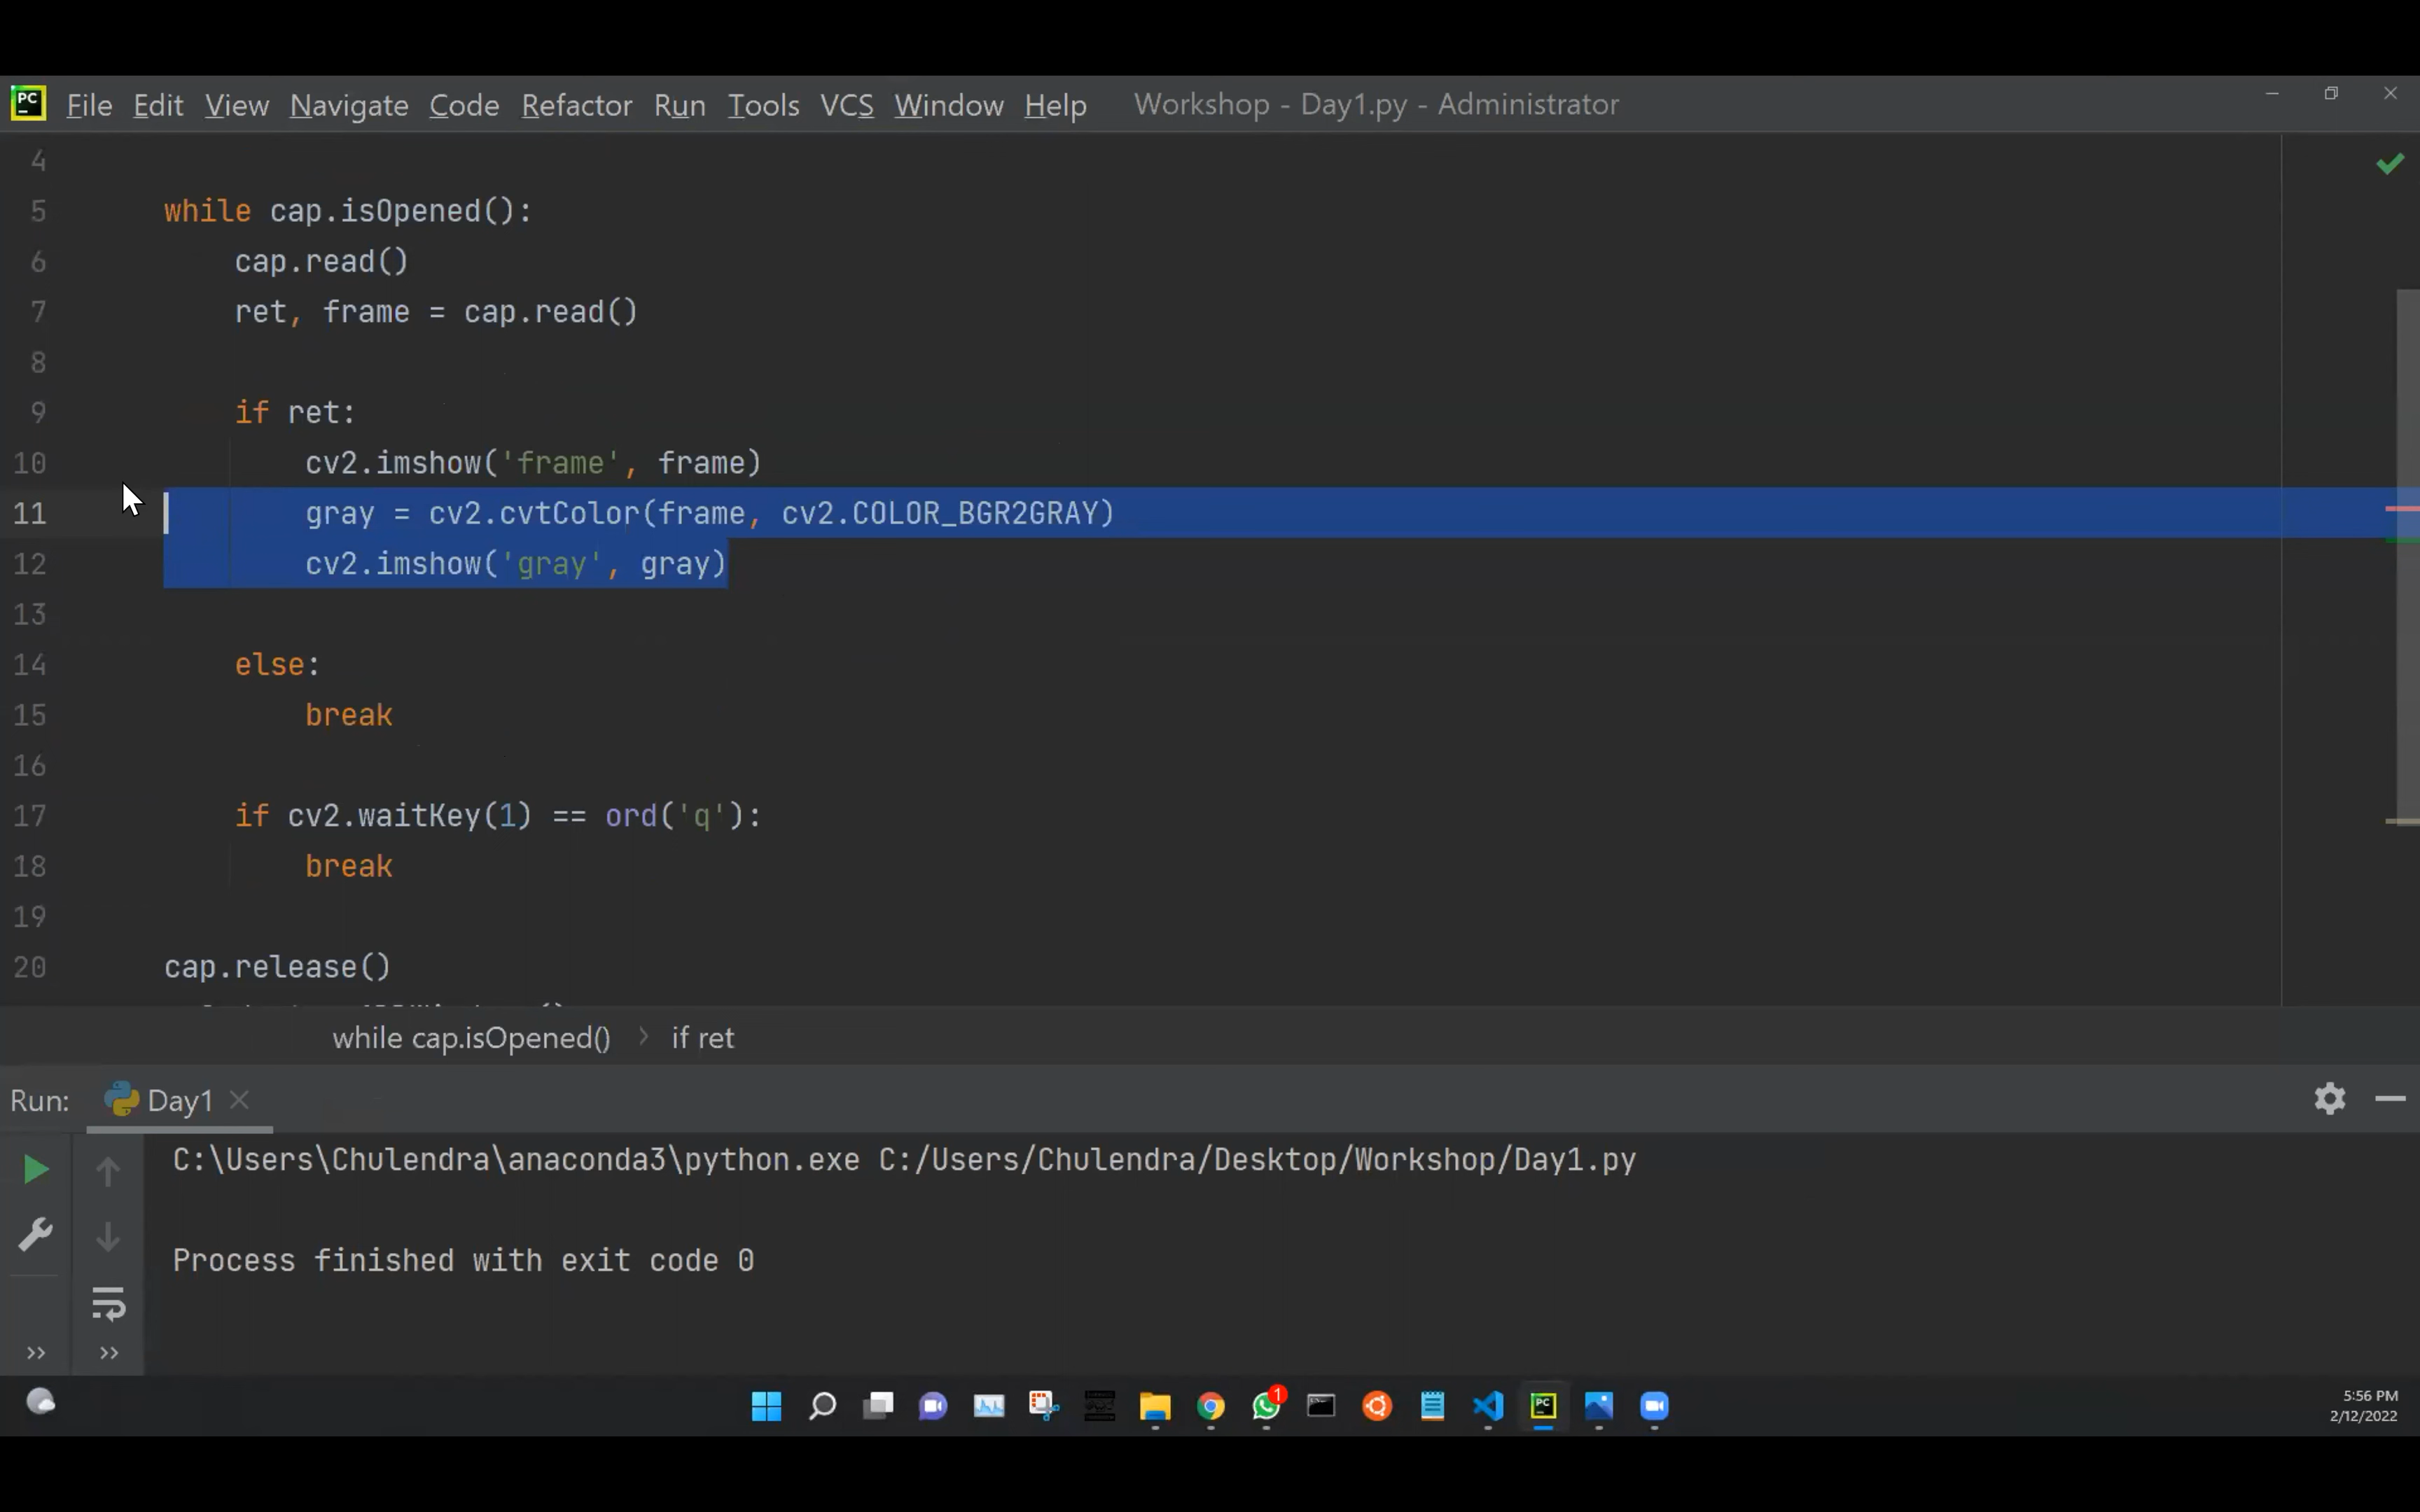 PC File Edit View Navigate Code Refactor Run Tools VCS Window Help Workshop - Day1.py - Administrator
4
5 while cap.isOpened():
6 cap.read()
7 ret, frame = cap.read()
8
9 if ret:
10 cv2.imshow('frame', frame)
11 gray = cv2.cvtColor(frame, cv2.COLOR_BGR2GRAY)
12 cv2.imshow('gray', gray)
13
14 else:
15 break
16
17 if cv2.waitKey(1) == ord('q'):
18 break
19
20 cap.release()
while cap.isOpened() › if ret
Run: Day1
C:\Users\Chulendra\anaconda3\python.exe C:/Users/Chulendra/Desktop/Workshop/Day1.py
Process finished with exit code 0
1
PC
5:56 PM
2/12/2022